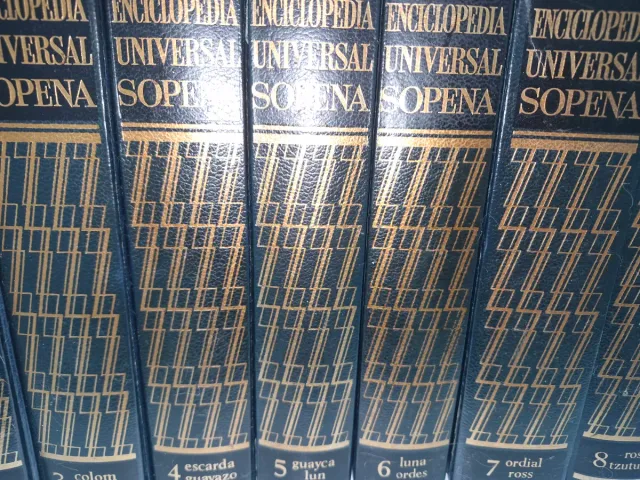 ENCICLOPEDIA
UNIVERSAL
SOPENA
colom
ENCICLOPEDIA
UNIVERSAL
SOPENA
4 escarda
guayazo
ENCICLOPEDIA
UNIVERSAL
SOPENA
5 guayca
lun
ENCICLOPEDIA
UNIVERSAL
SOPENA
6 luna
ordes
ENCICLOPEDIA
UNIVERSAL
SOPENA
7 ordial
ross
8 ros
tzutu